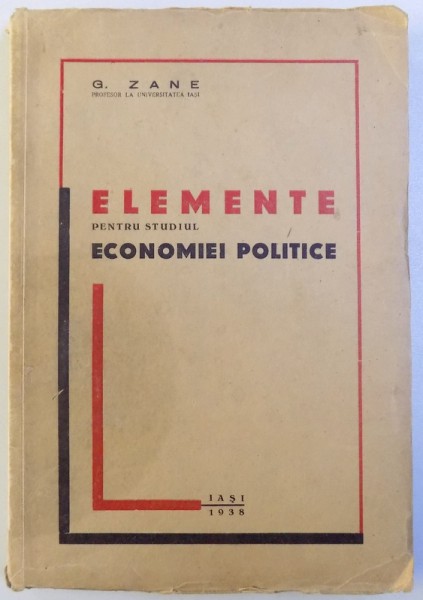 G. ZANE
PROFESOR LA UNIVERSITATEA IAȘI
ELEMENTE
PENTRU STUDIUL
ECONOMIEI POLITICE
IAȘI
1938